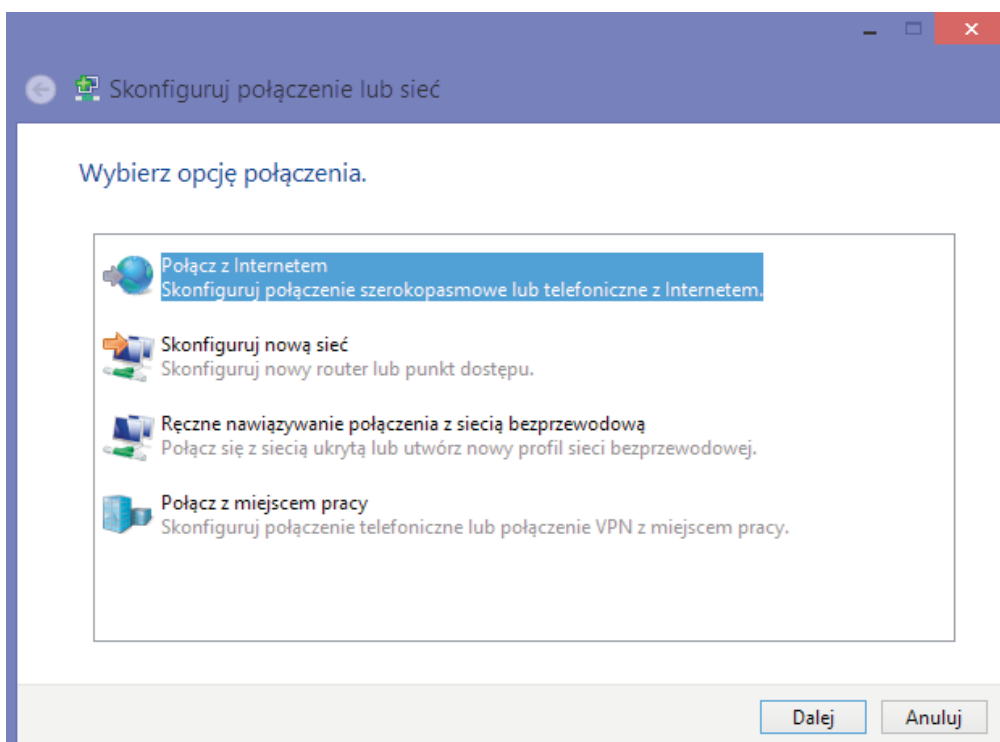 Skonfiguruj połączenie lub sieć
Wybierz opcję połączenia.
Połącz z Internetem
Skonfiguruj połączenie szerokopasmowe lub telefoniczne z Internetem.
Skonfiguruj nową sieć
Skonfiguruj nowy router lub punkt dostępu.
Ręczne nawiązywanie połączenia z siecią bezprzewodową
Połącz się z siecią ukrytą lub utwórz nowy profil sieci bezprzewodowej.
Połącz z miejscem pracy
Skonfiguruj połączenie telefoniczne lub połączenie VPN z miejscem pracy.
Dalej Anuluj